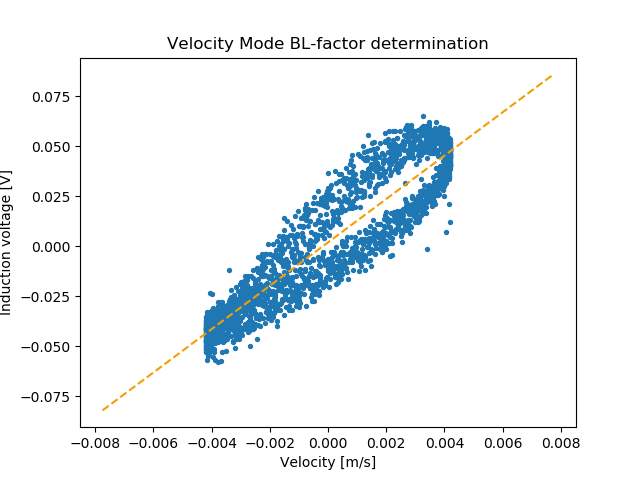 Velocity Mode BL-factor determination
Induction voltage [V]
0.075
0.050
0.025
0.000
−0.025
−0.050
−0.075
−0.008 −0.006 −0.004 −0.002 0.000 0.002 0.004 0.006 0.008
Velocity [m/s]